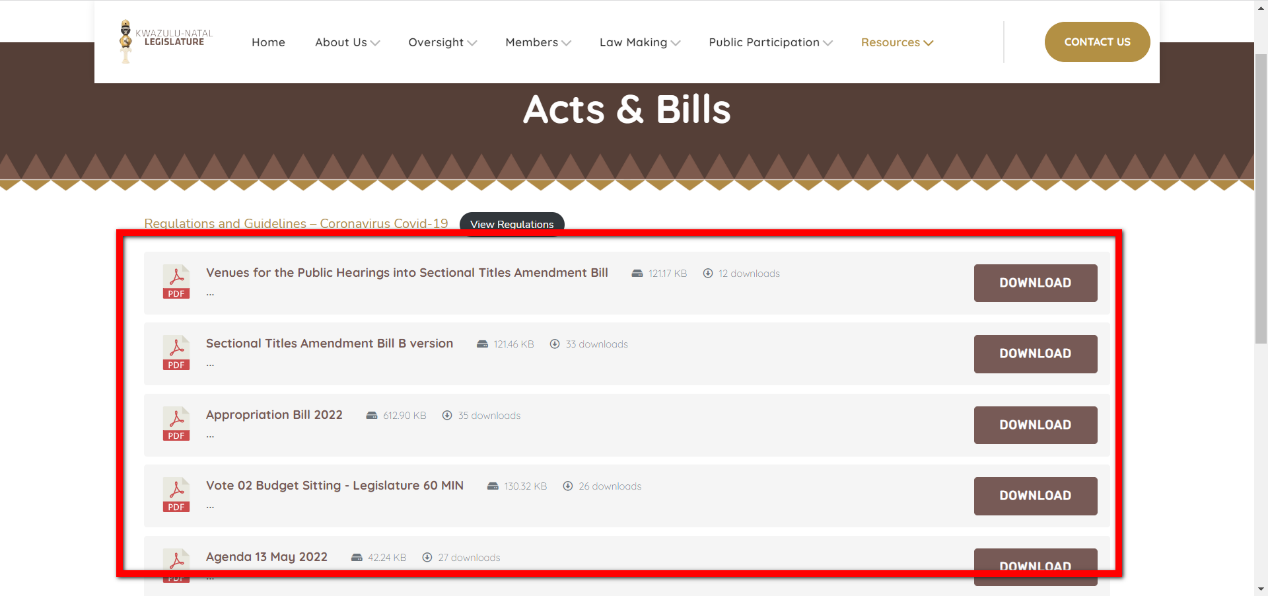 KWAZULU-NATAL
LEGISLATURE
Home About Us Oversight Members Law Making Public Participation Resources CONTACT US
Acts & Bills
Regulations and Guidelines – Coronavirus Covid-19 View Regulations
Venues for the Public Hearings into Sectional Titles Amendment Bill 121.17 KB 12 downloads
...
PDF
DOWNLOAD
Sectional Titles Amendment Bill B version 121.46 KB 33 downloads
...
PDF
DOWNLOAD
Appropriation Bill 2022 612.90 KB 35 downloads
...
PDF
DOWNLOAD
Vote 02 Budget Sitting - Legislature 60 MIN 130.32 KB 26 downloads
...
PDF
DOWNLOAD
Agenda 13 May 2022 42.24 KB 27 downloads
...
PDF
DOWNLOAD